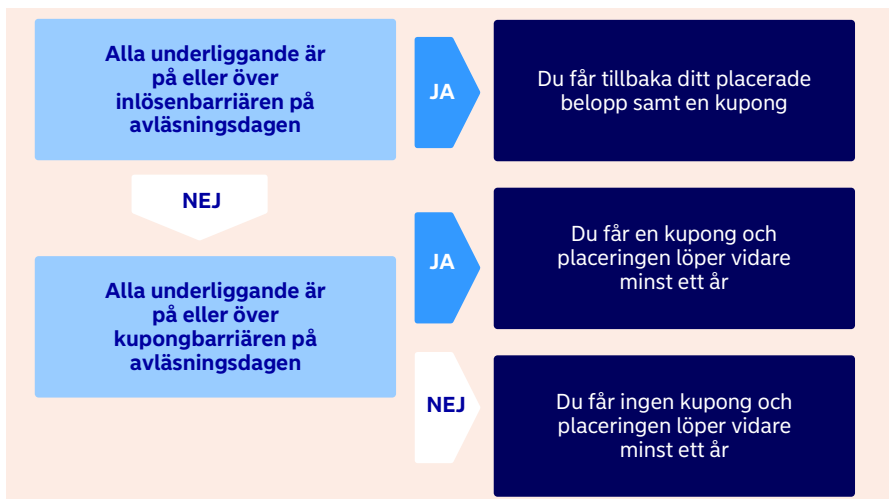 Alla underliggande är
på eller över
inlösenbarriären på
avläsningsdagen
JA
Du får tillbaka ditt placerade
belopp samt en kupong
NEJ
Alla underliggande är
på eller över
kupongbarriären på
avläsningsdagen
JA
Du får en kupong och
placeringen löper vidare
minst ett år
NEJ
Du får ingen kupong och
placeringen löper vidare
minst ett år